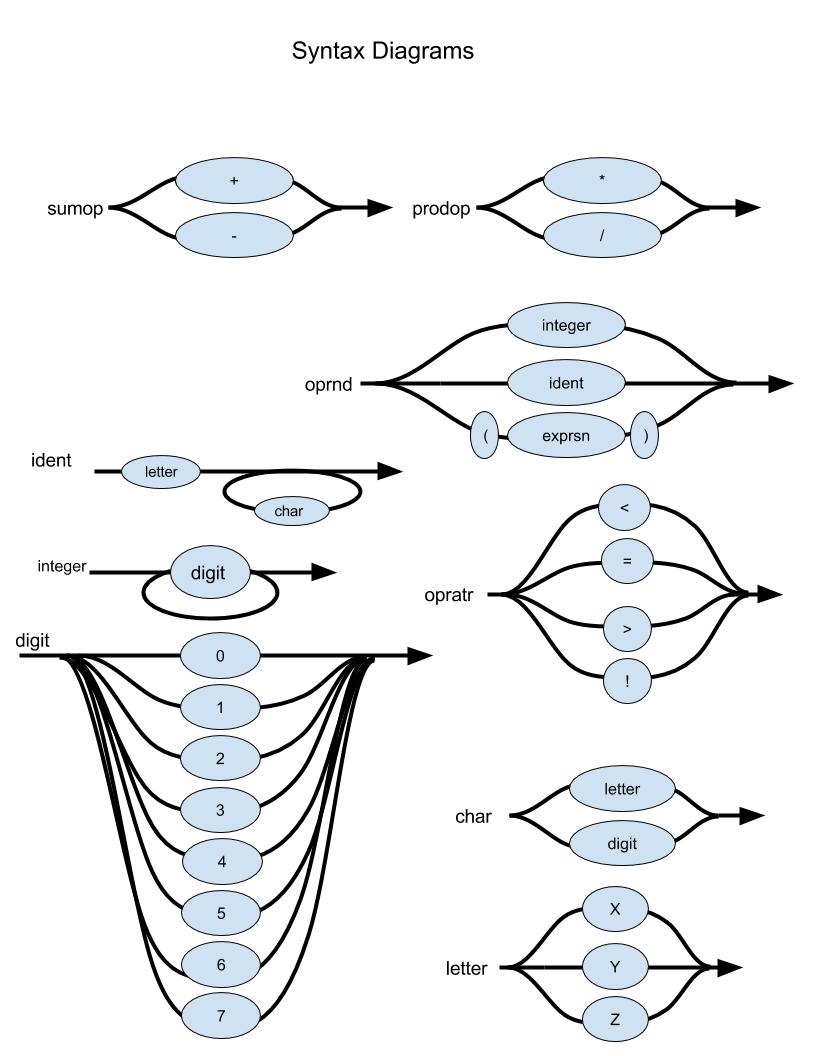 Syntax Diagrams
+
sumop
-
*
prodop
/
integer
oprnd
ident
(
exprsn
)
ident
letter
char
integer
digit
<
=
opratr
>
!
digit
0
1
2
3
4
5
6
7
letter
char
digit
X
letter
Y
Z